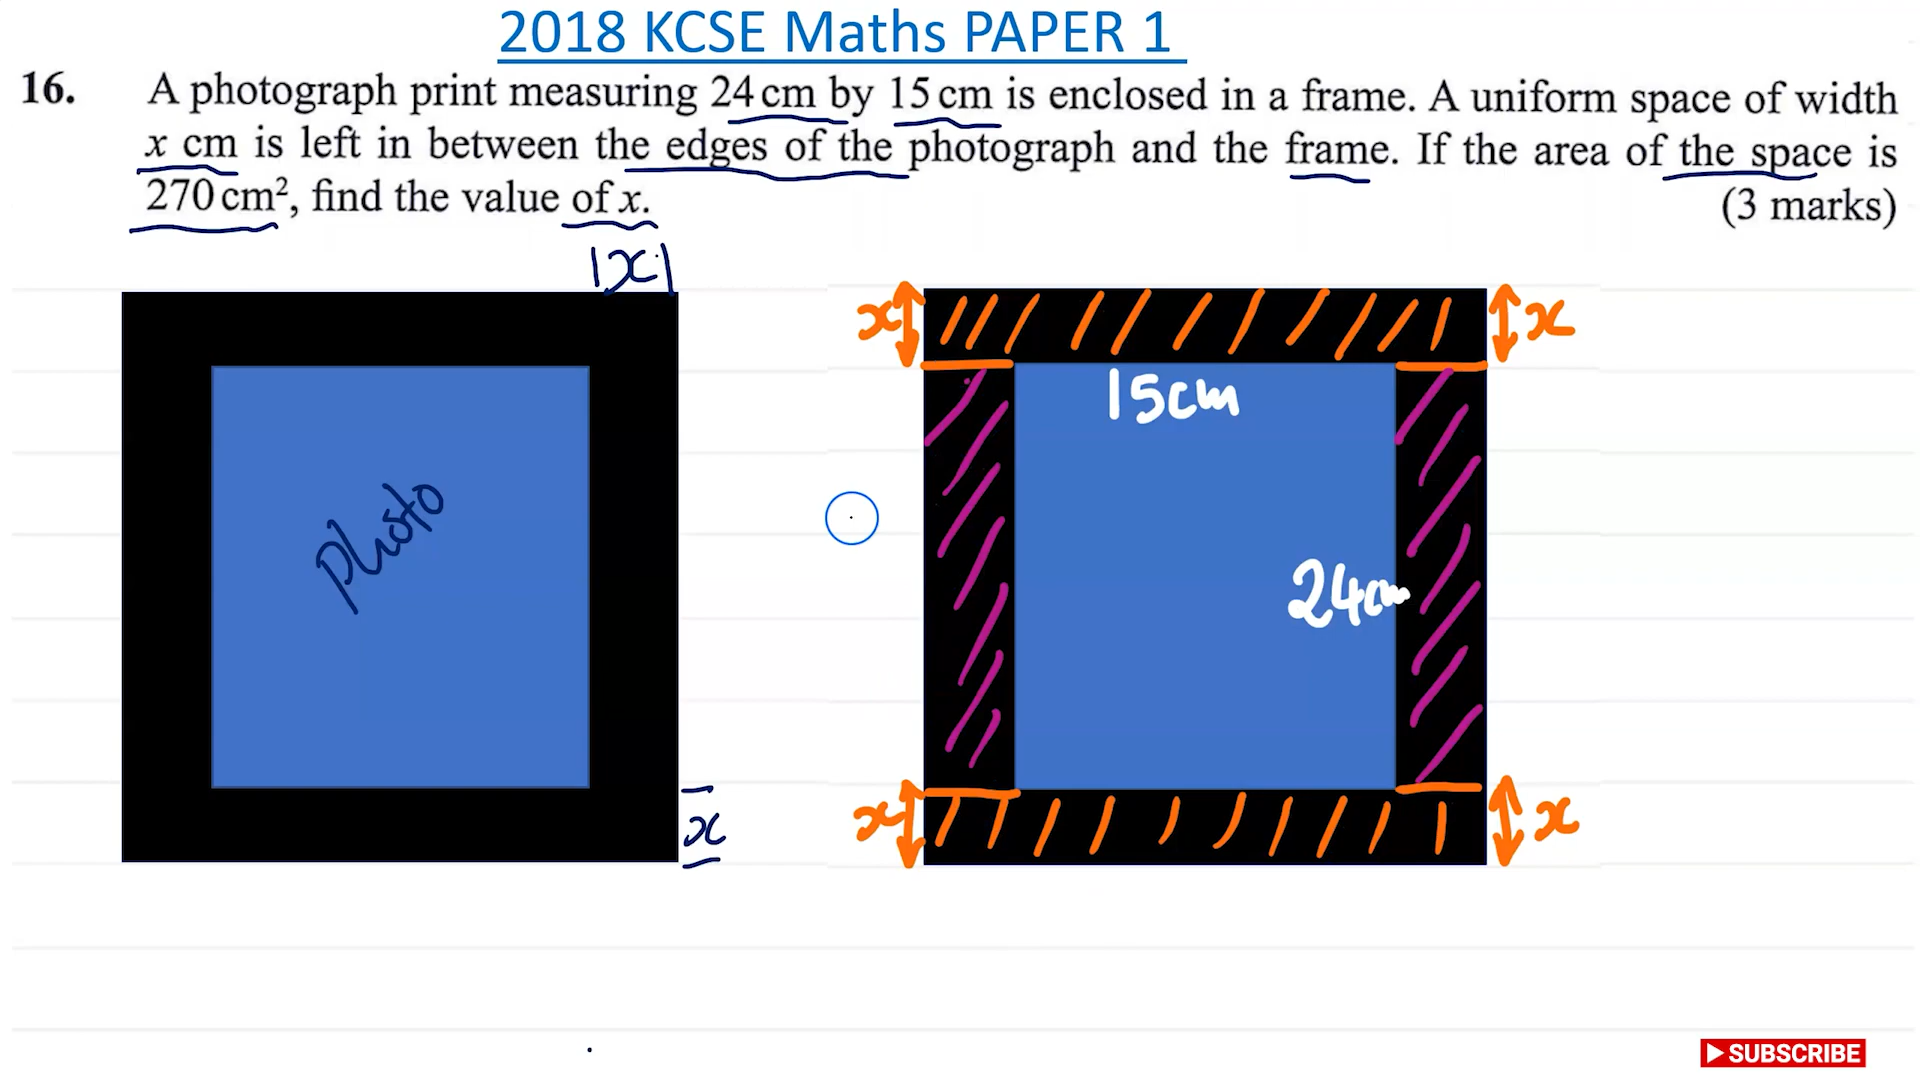 2018 KCSE Maths PAPER 1
16. A photograph print measuring 24 cm by 15 cm is enclosed in a frame. A uniform space of width
x cm is left in between the edges of the photograph and the frame. If the area of the space is
270 cm², find the value of x. (3 marks)
x
x x
15cm
photo
24cm
x
x x
SUBSCRIBE